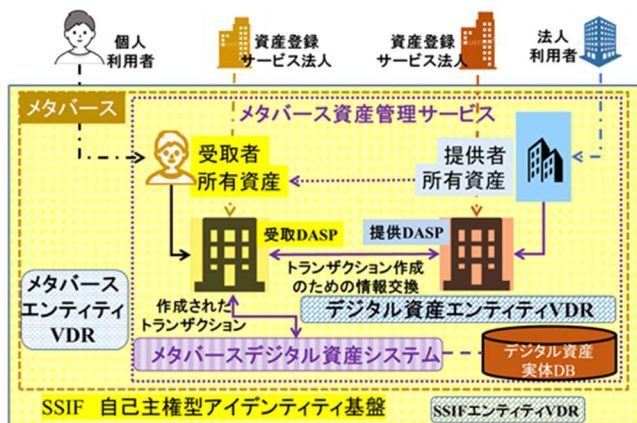 個人
利用者
資産登録
サービス法人
資産登録
サービス法人
法人
利用者
メタバース
メタバース資産管理サービス
受取者
所有資産
提供者
所有資産
受取DASP
提供DASP
トランザクション作成
のための情報交換
メタバース
エンティティ
VDR
作成された
トランザクション
デジタル資産エンティティVDR
メタバースデジタル資産システム
デジタル資産
実体DB
SSIF 自己主権型アイデンティティ基盤
SSIFエンティティVDR